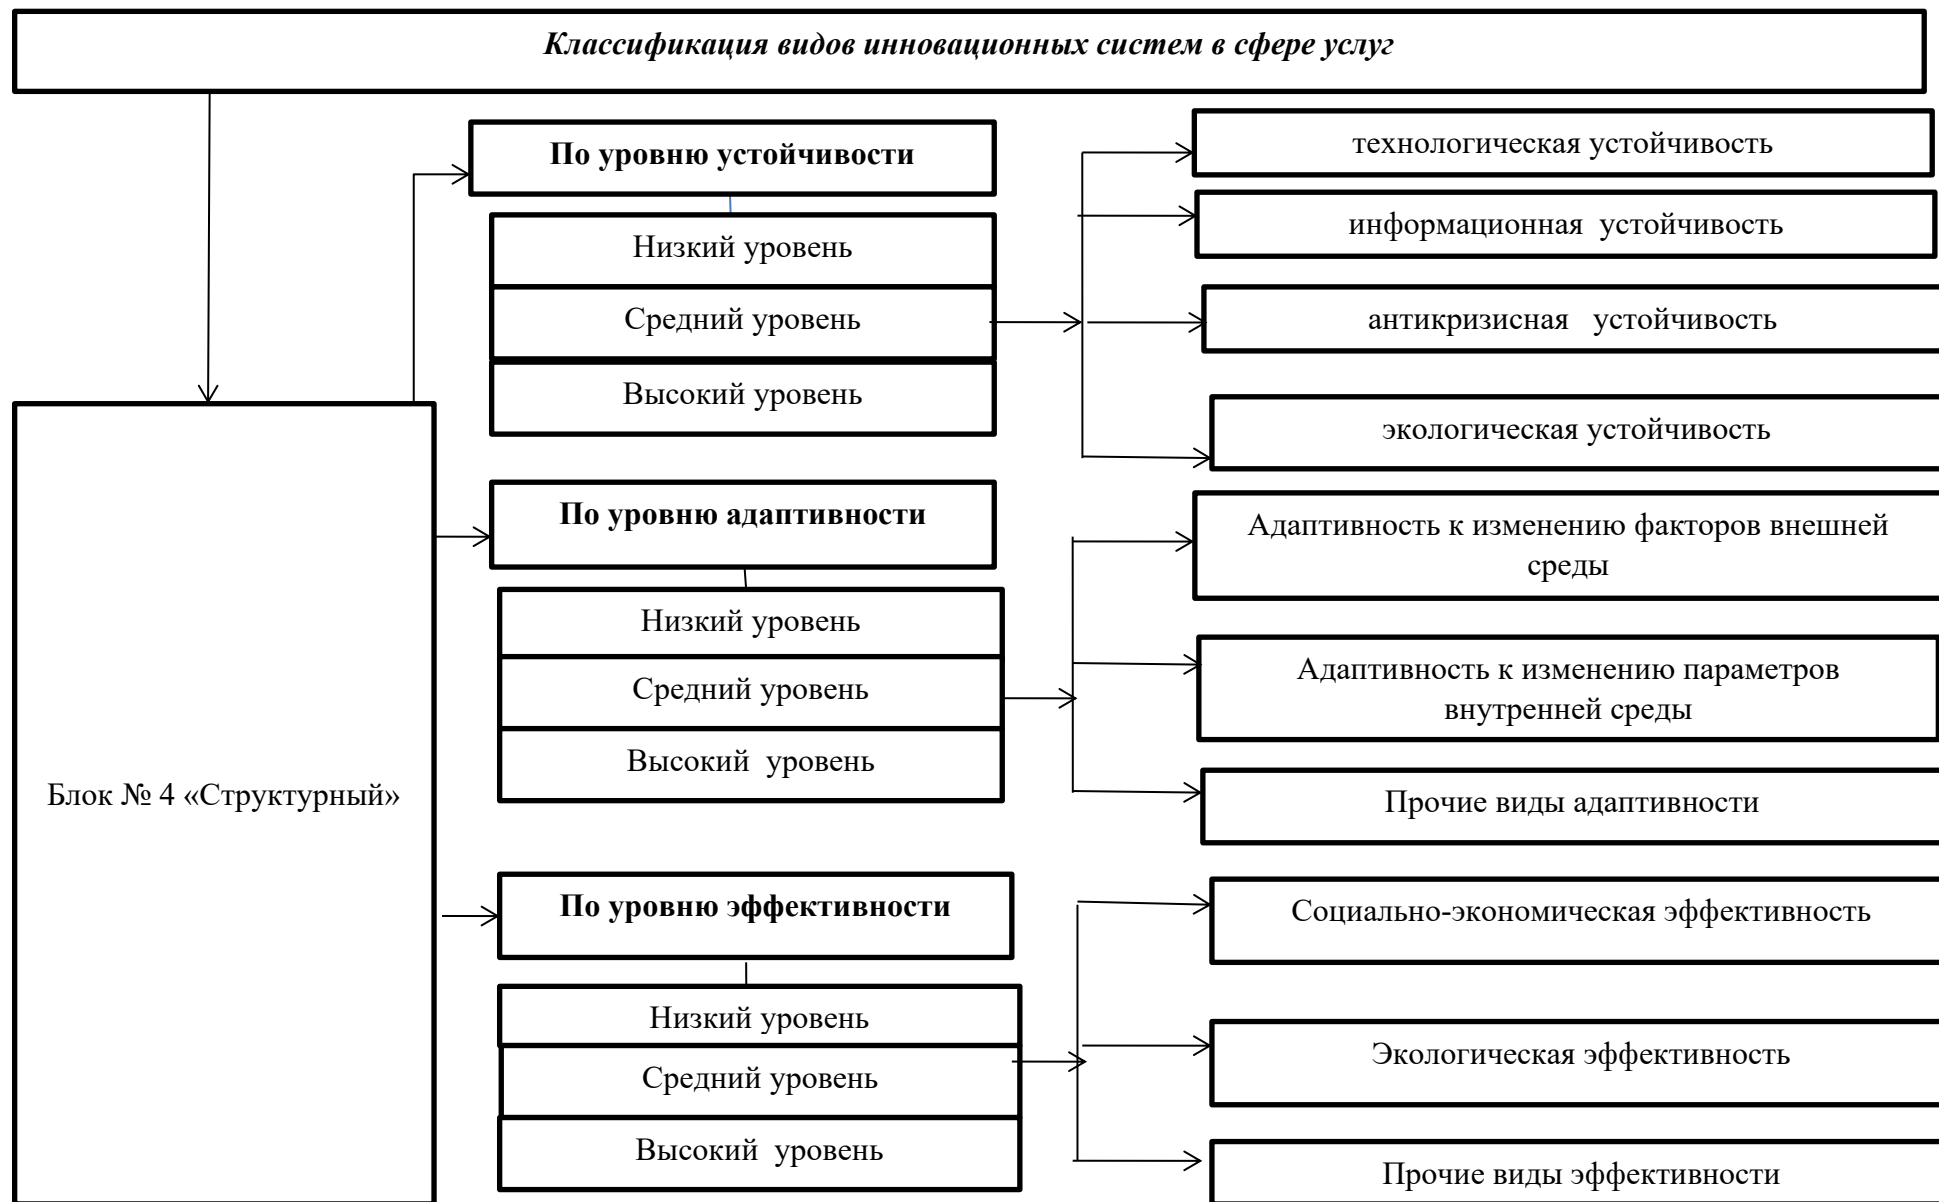 Классификация видов инновационных систем в сфере услуг
Блок № 4 «Структурный»
По уровню устойчивости
Низкий уровень
Средний уровень
Высокий уровень
технологическая устойчивость
информационная устойчивость
антикризисная устойчивость
экологическая устойчивость
По уровню адаптивности
Низкий уровень
Средний уровень
Высокий уровень
Адаптивность к изменению факторов внешней
среды
Адаптивность к изменению параметров
внутренней среды
Прочие виды адаптивности
По уровню эффективности
Низкий уровень
Средний уровень
Высокий уровень
Социально-экономическая эффективность
Экологическая эффективность
Прочие виды эффективности